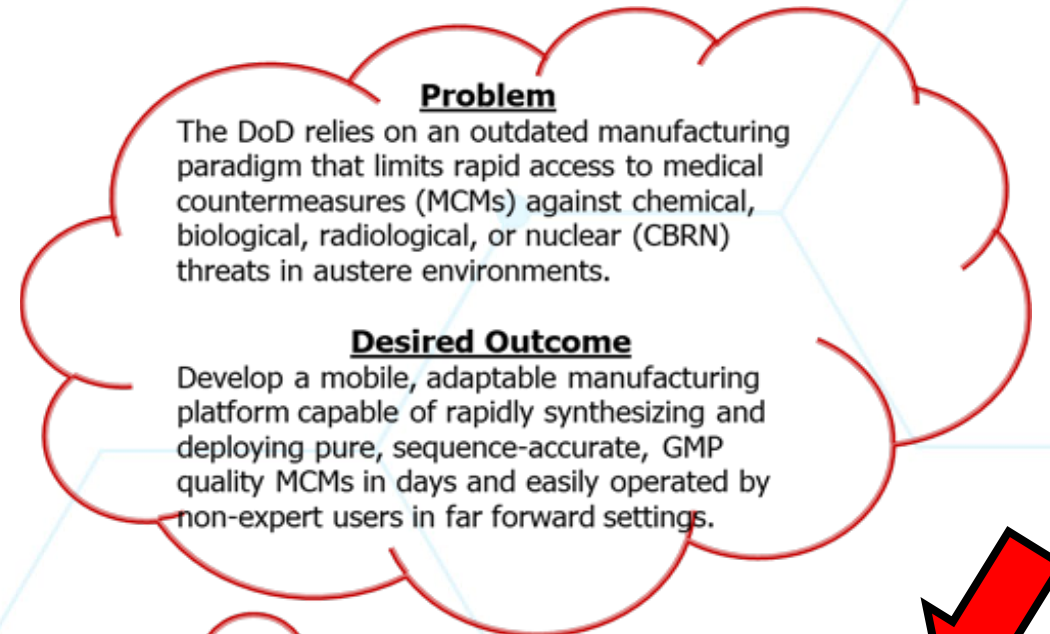 Problem
The DoD relies on an outdated manufacturing
paradigm that limits rapid access to medical
countermeasures (MCMs) against chemical,
biological, radiological, or nuclear (CBRN)
threats in austere environments.
Desired Outcome
Develop a mobile, adaptable manufacturing
platform capable of rapidly synthesizing and
deploying pure, sequence-accurate, GMP
quality MCMs in days and easily operated by
non-expert users in far forward settings.